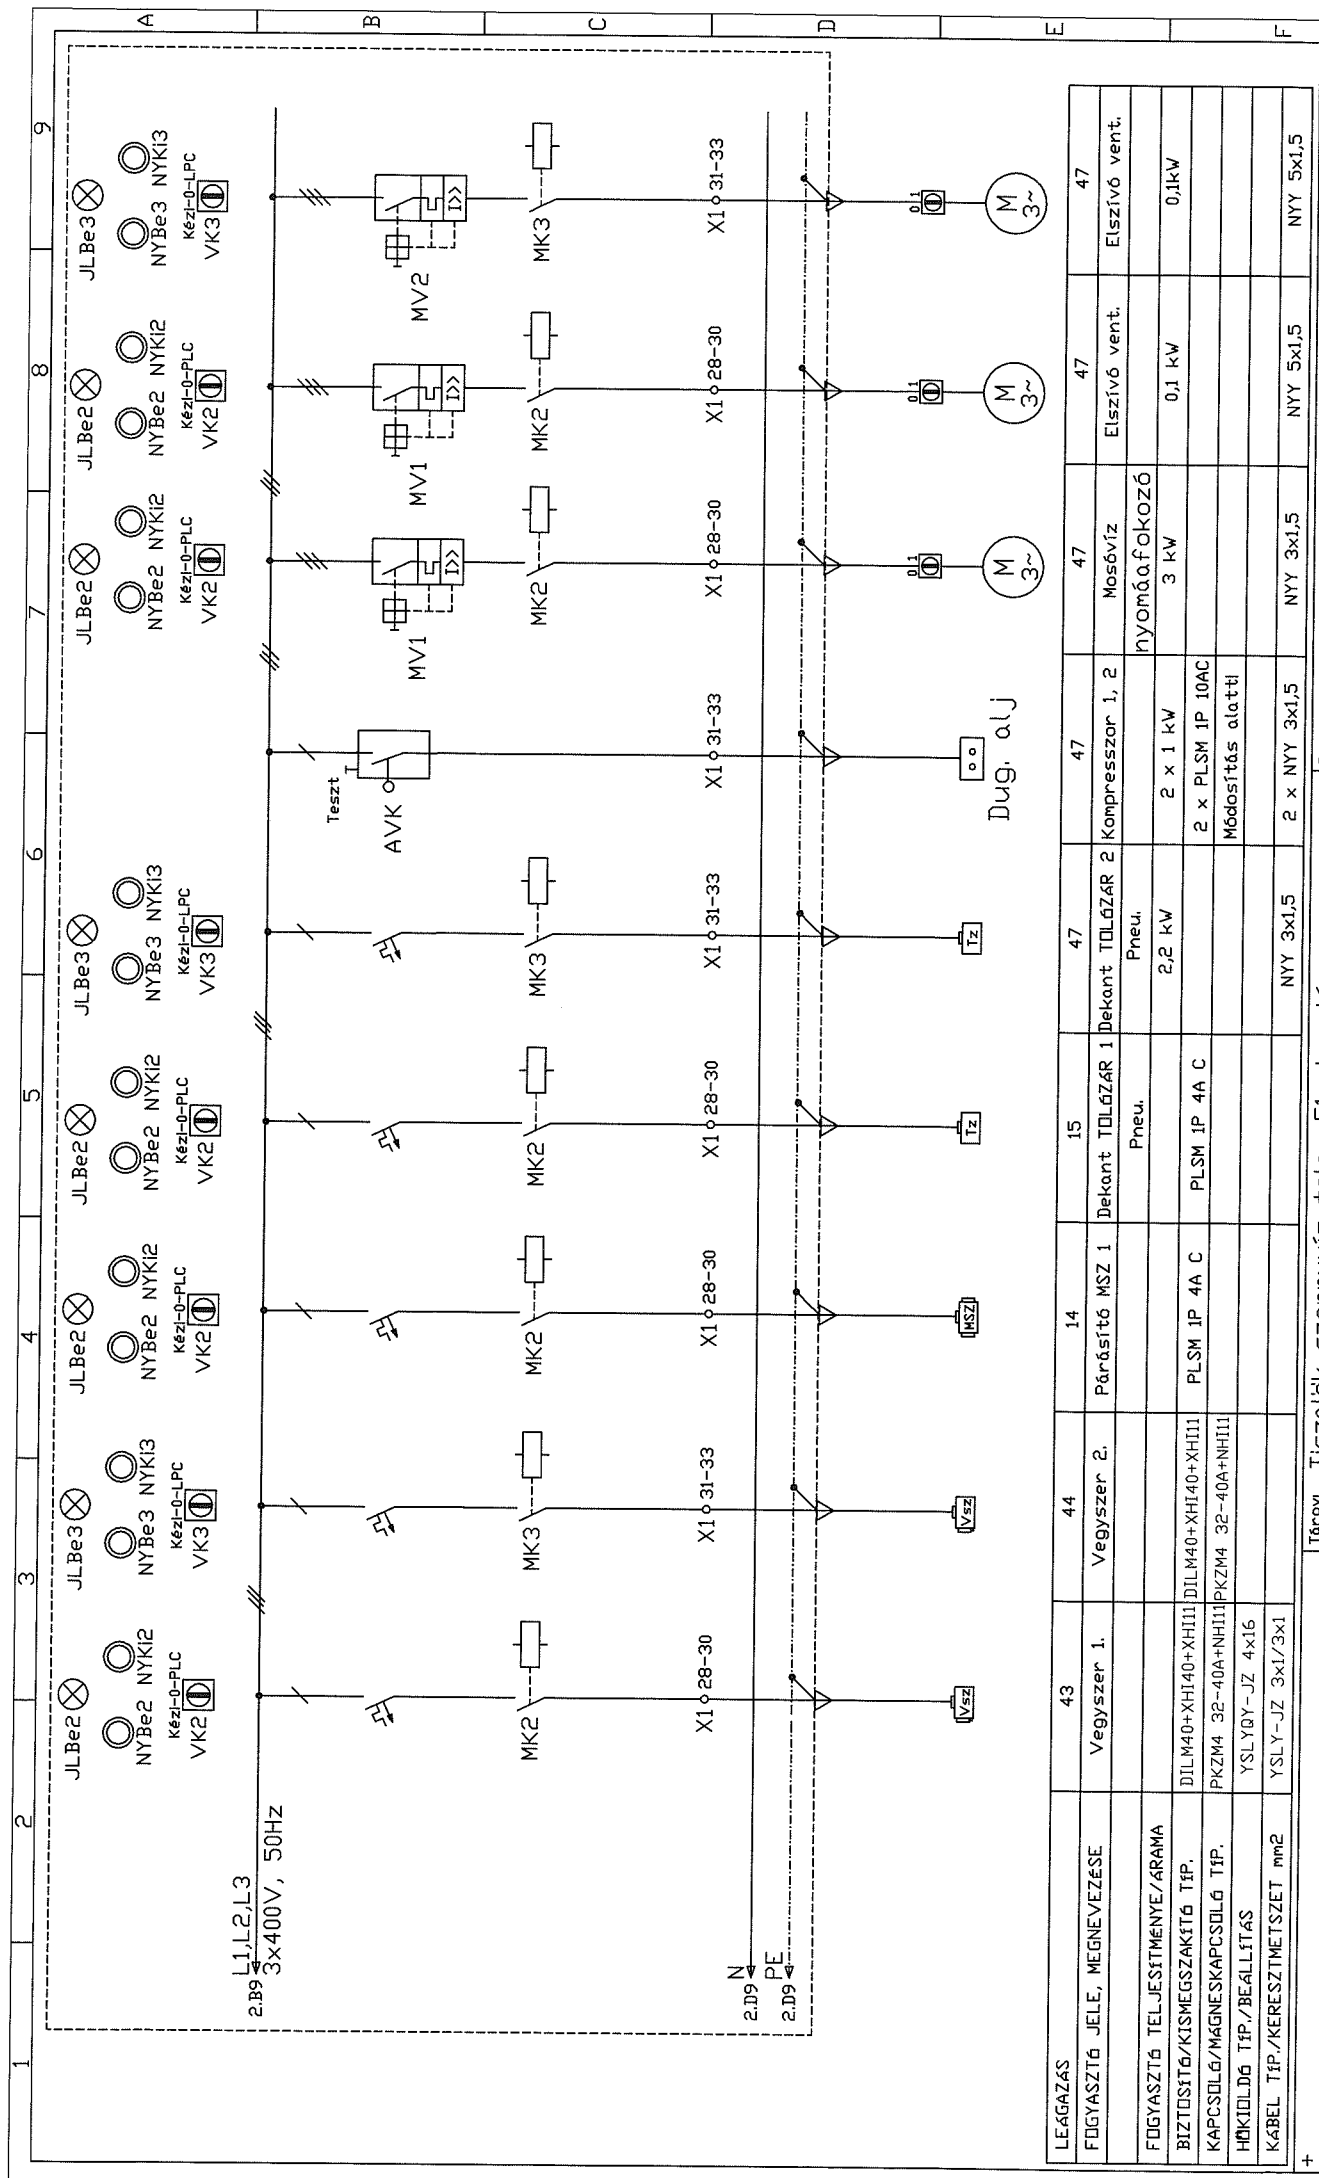 1 2 3 4 5 6 7 8 9
A
B
C
D
E
F
JLBe2 JLBe3 JLBe2 JLBe2 JLBe3 JLBe2 JLBe2 JLBe3
NYBe2 NYKi2 NYBe3 NYKi3 NYBe2 NYKi2 NYBe2 NYKi2 NYBe3 NYKi3 NYBe2 NYKi2 NYBe2 NYKi2 NYBe3 NYKi3
Kézi-0-PLC Kézi-0-LPC Kézi-0-PLC Kézi-0-PLC Kézi-0-LPC Kézi-0-PLC Kézi-0-PLC Kézi-0-LPC
VK2 VK3 VK2 VK2 VK3 VK2 VK2 VK3
2.B9 L1,L2,L3
3x400V, 50Hz
Teszt
AVK MV1 MV1 MV2
I>> I>> I>>
MK2 MK3 MK2 MK2 MK3 MK2 MK2 MK3
X1 28-30 X1 31-33 X1 28-30 X1 28-30 X1 31-33 X1 31-33 X1 28-30 X1 28-30 X1 31-33
2.D9 N
2.D9 PE
0 1 0 1 0 1
Vsz Vsz MSZ Tz Tz
Dug. alj
M 3~ M 3~ M 3~
LEÁGAZÁS 43 44 14 15 47 47 47 47 47
FOGYASZTÓ JELE, MEGNEVEZÉSE Vegyszer 1. Vegyszer 2. Párásító MSZ 1 Dekant TOLÓZÁR 1 Dekant TOLÓZÁR 2 Kompresszor 1, 2 Mosóvíz Elszívó vent. Elszívó vent.
Pneu. Pneu. nyomáafokozó
FOGYASZTÓ TELJESÍTMÉNYE/ÁRAMA 2,2 kW 2 x 1 kW 3 kW 0,1 kW 0,1kW
BIZTOSÍTÓ/KISMEGSZAKÍTÓ TÍP. DILM40+XHI40+XHI11 DILM40+XHI40+XHI11 PLSM 1P 4A C PLSM 1P 4A C 2 x PLSM 1P 10AC
KAPCSOLÓ/MÁGNESKAPCSOLÓ TÍP. PKZM4 32-40A+NHI11 PKZM4 32-40A+NHI11 Módosítás alatt!
HŐKIOLDÓ TÍP./BEÁLLÍTÁS YSLYQY-JZ 4x16
KÁBEL TÍP./KERESZTMETSZET mm2 YSLY-JZ 3x1/3x1 NYY 3x1,5 2 x NYY 3x1,5 NYY 3x1,5 NYY 5x1,5 NYY 5x1,5
+